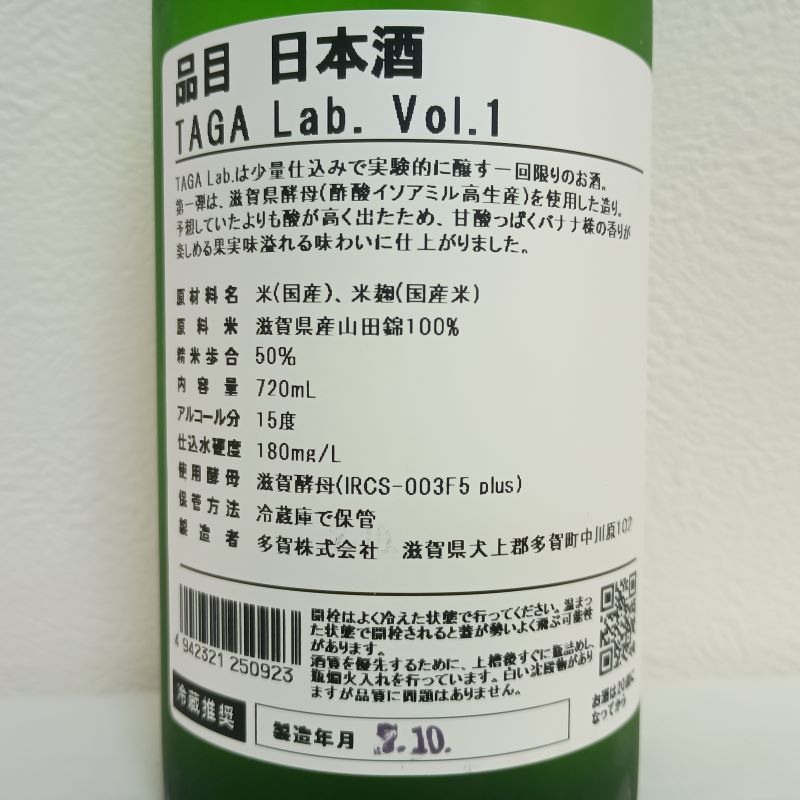 品目 日本酒
TAGA Lab. Vol.1
TAGA Lab.は少量仕込みで実験的に醸す一回限りのお酒。
第一弾は、滋賀県酵母(酢酸イソアミル高生産)を使用した造り。
予想していたよりも酸が高く出たため、甘酸っぱくバナナ様の香りが
楽しめる果実味溢れる味わいに仕上がりました。
原材料名 米(国産)、米麹(国産米)
原料米 滋賀県産山田錦100%
精米歩合 50%
内容量 720mL
アルコール分 15度
仕込水硬度 180mg/L
使用酵母 滋賀酵母(IRCS-003F5 plus)
保管方法 冷蔵庫で保管
製造者 多賀株式会社 滋賀県犬上郡多賀町中川原102
開栓はよく冷えた状態で行ってください。温まっ
た状態で開栓されると蓋が勢いよく飛ぶ可能性
があります。
酒質を優先するために、上槽後すぐに瓶詰めし
瓶燗火入れを行っています。白い沈殿物があり
ますが品質に問題はありません。
4 942321 250923
お酒は20歳に
なってから
冷蔵推奨
製造年月 7.10.